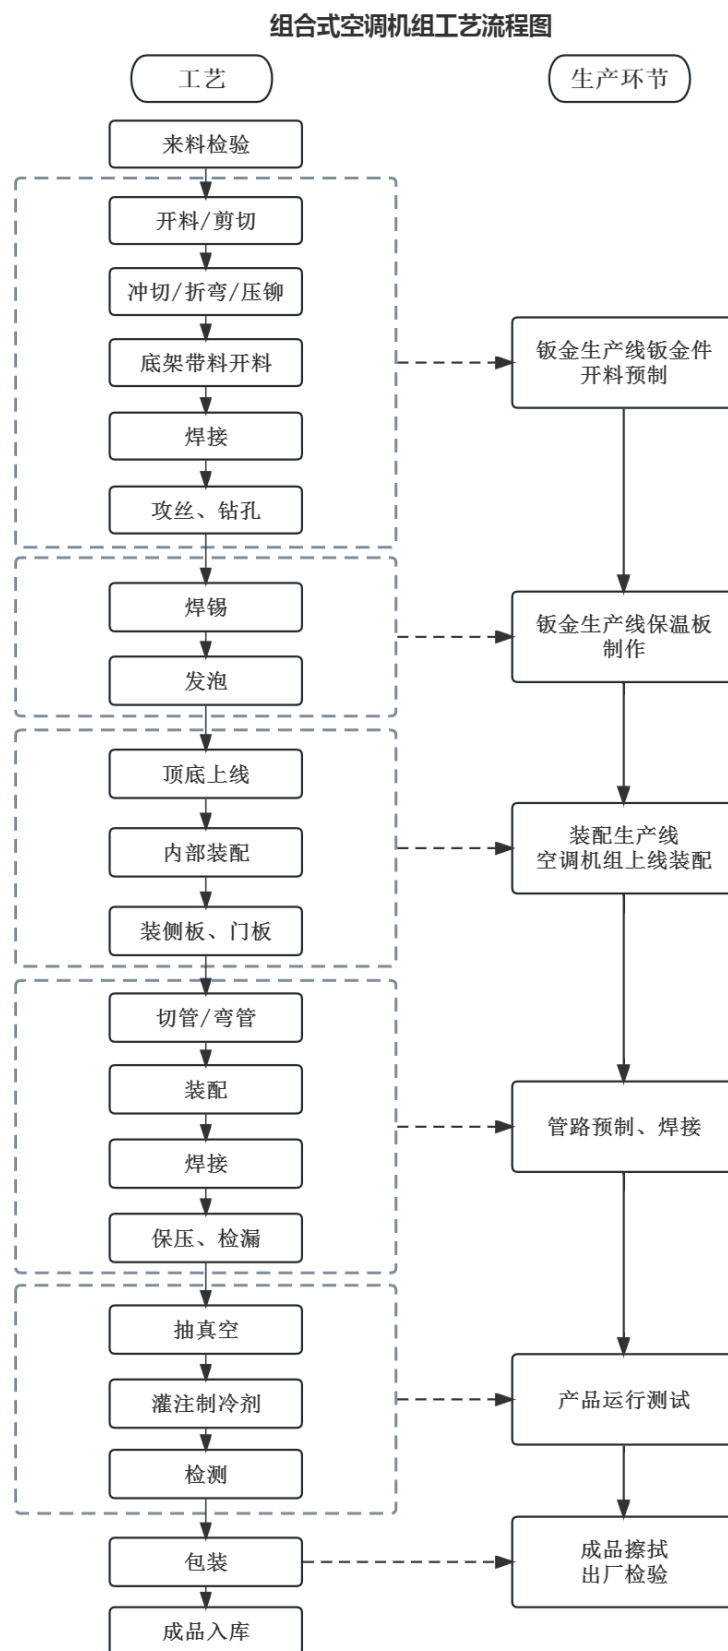 组合式空调机组工艺流程图
工艺
生产环节
来料检验
开料/剪切
冲切/折弯/压铆
底架带料开料
焊接
攻丝、钻孔
钣金生产线钣金件
开料预制
焊锡
发泡
钣金生产线保温板
制作
顶底上线
内部装配
装侧板、门板
装配生产线
空调机组上线装配
切管/弯管
装配
焊接
保压、检漏
管路预制、焊接
抽真空
灌注制冷剂
检测
产品运行测试
包装
成品擦拭
出厂检验
成品入库